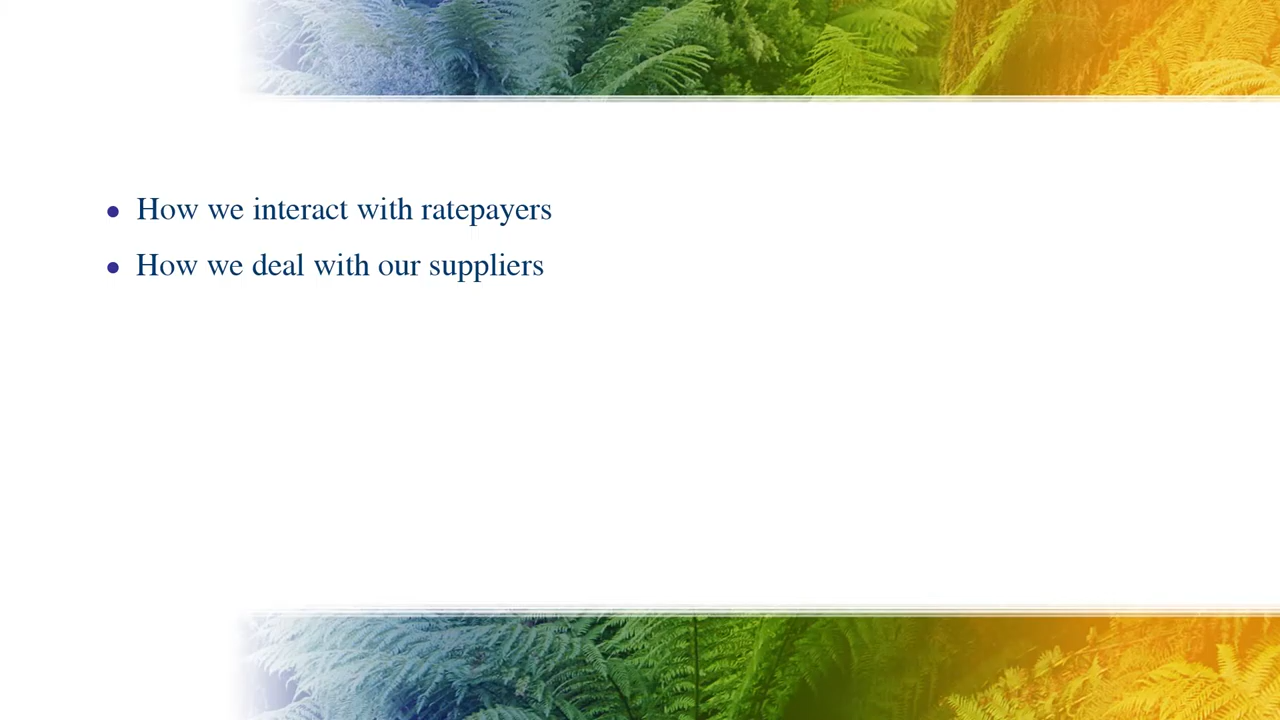 • How we interact with ratepayers
• How we deal with our suppliers